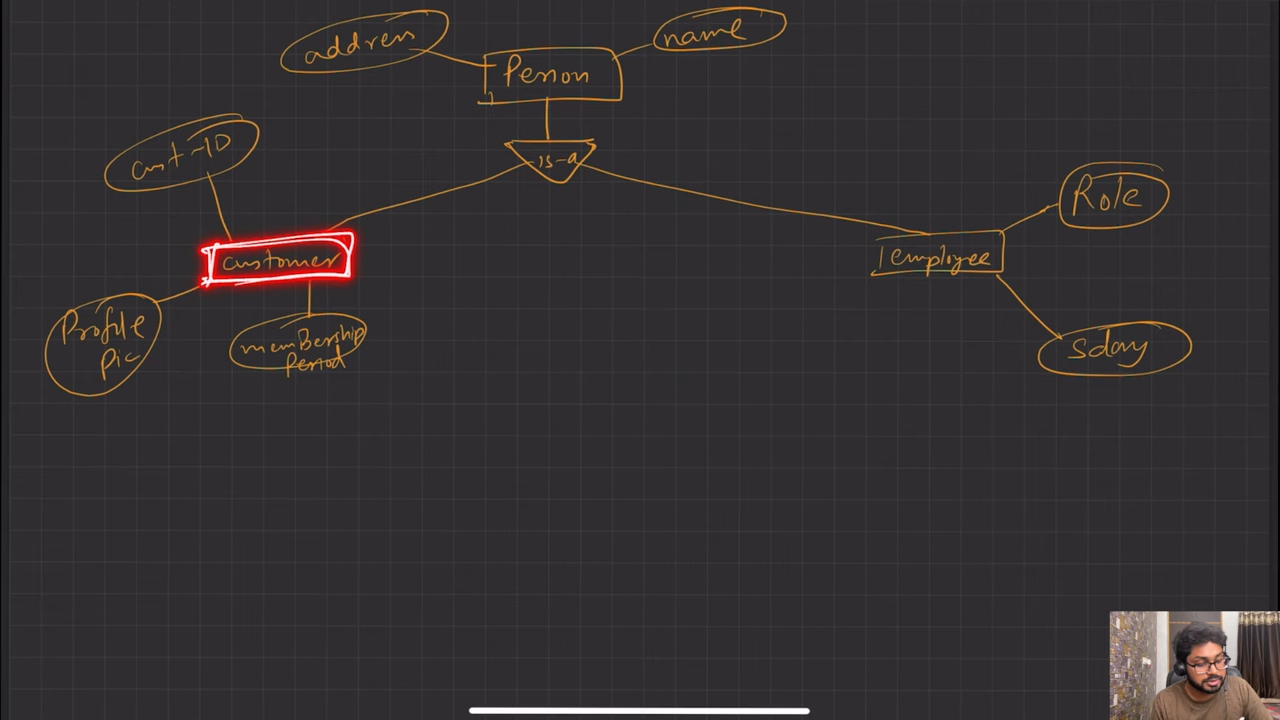 address
name
Person
is-a
cust-ID
Role
customer
employee
Profile
pic
memBership
Period
Salary